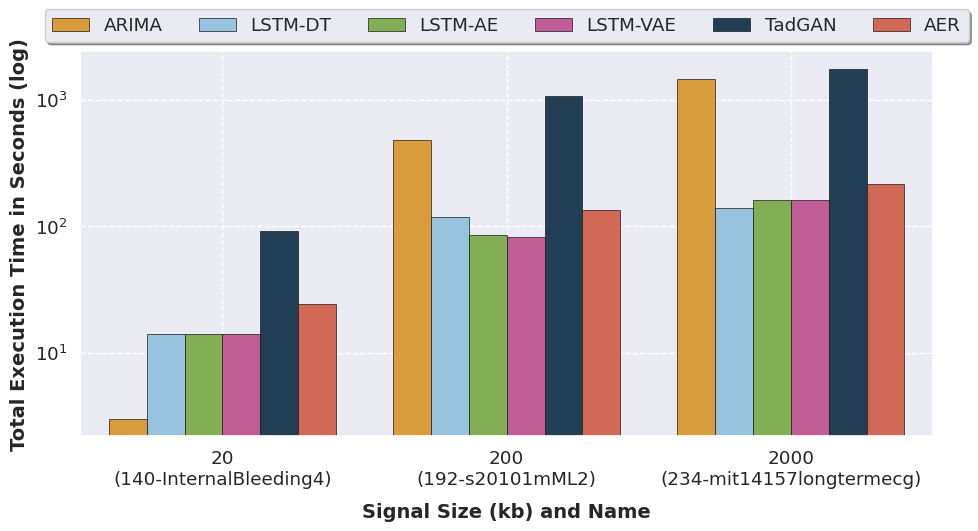 ARIMA LSTM-DT LSTM-AE LSTM-VAE TadGAN AER
Total Execution Time in Seconds (log)
10³
10²
10¹
20 200 2000
(140-InternalBleeding4) (192-s20101mML2) (234-mit14157longtermecg)
Signal Size (kb) and Name